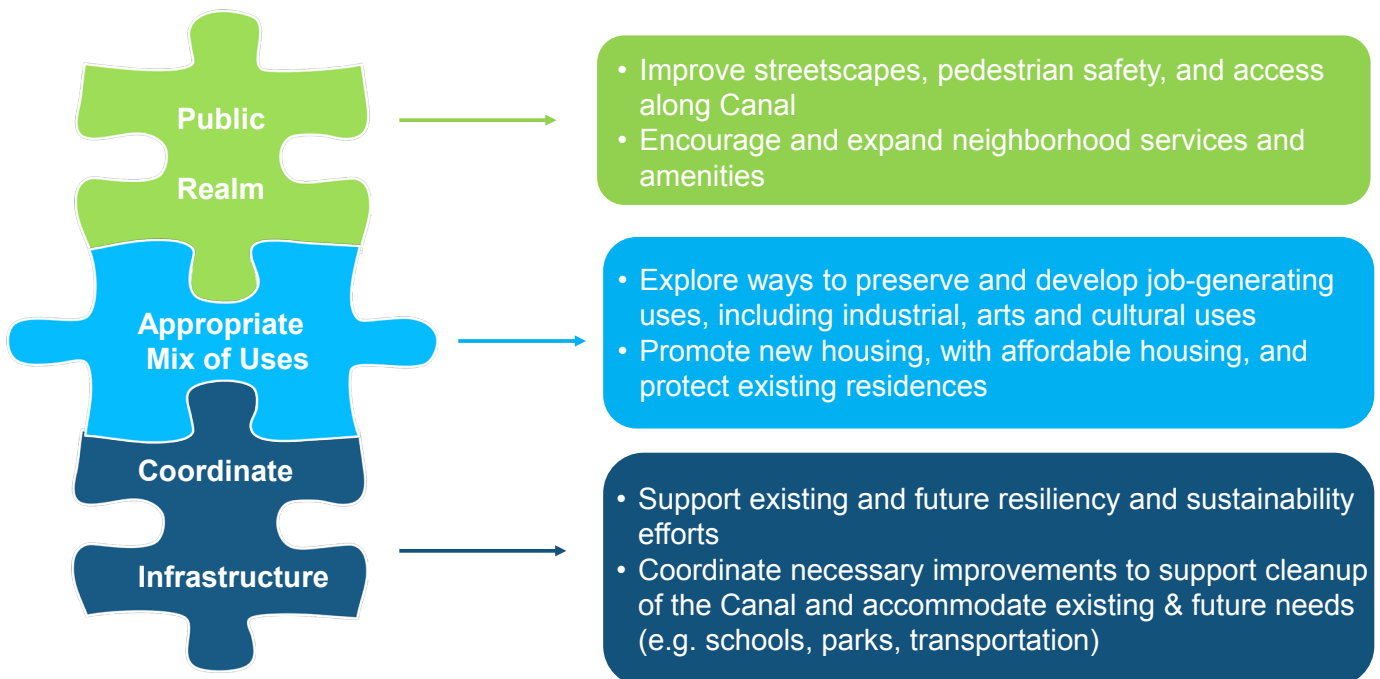 Public
Realm
• Improve streetscapes, pedestrian safety, and access
along Canal
• Encourage and expand neighborhood services and
amenities
Appropriate
Mix of Uses
• Explore ways to preserve and develop job-generating
uses, including industrial, arts and cultural uses
• Promote new housing, with affordable housing, and
protect existing residences
Coordinate
Infrastructure
• Support existing and future resiliency and sustainability
efforts
• Coordinate necessary improvements to support cleanup
of the Canal and accommodate existing & future needs
(e.g. schools, parks, transportation)